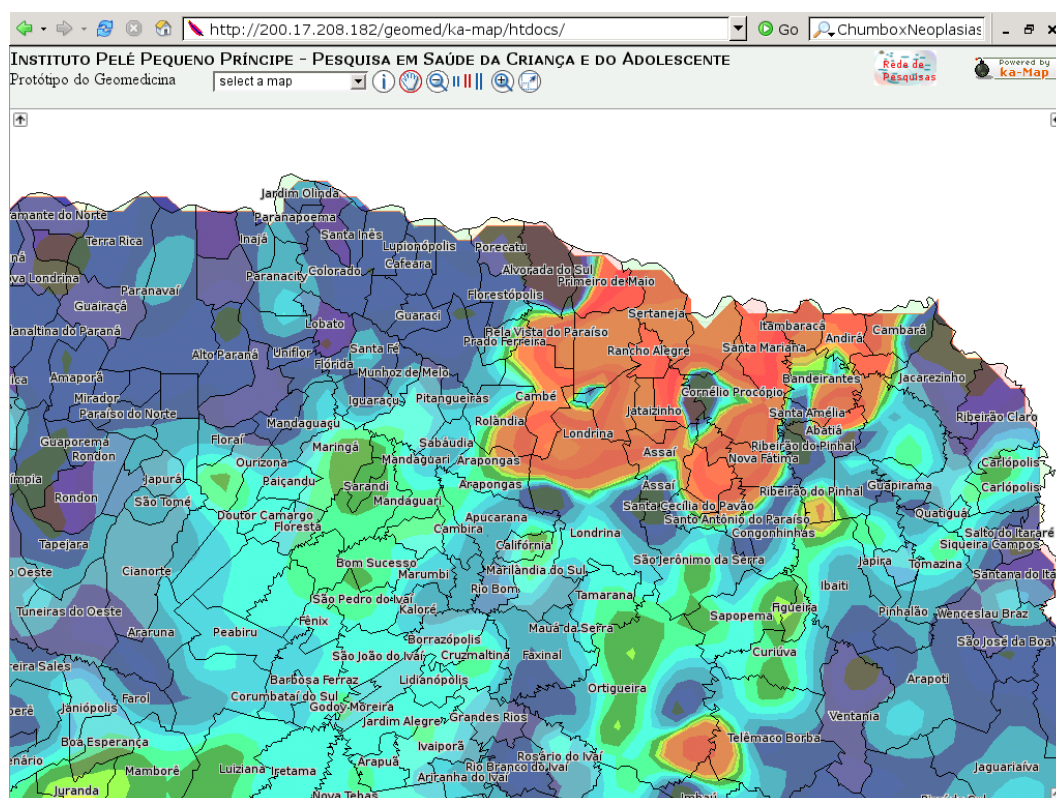 http://200.17.208.182/geomed/ka-map/htdocs/
Go
ChumboxNeoplasias
INSTITUTO PELÉ PEQUENO PRÍNCIPE - PESQUISA EM SAÚDE DA CRIANÇA E DO ADOLESCENTE
Protótipo do Geomedicina
select a map
Rede de
Pesquisas
Powered by
ka-Map
Jardim Olinda
amante do Norte
Paranapoema
Terra Rica
Inajá
Santa Inês
Lupionópolis
Porecatu
Cafeara
Colorado
Alvorada do Sul
Primeiro de Maio
ova Londrina
Paranavaí
Paranacity
Florestópolis
Guairaçá
Lobato
Guaraci
Sertaneja
lanaltina do Paraná
Bela Vista do Paraíso
Itambaracá
Cambará
Prado Ferreira
Andirá
Alto Paraná
Uniflor
Santa Fé
Rancho Alegre
Santa Mariana
Flórida
Munhoz de Melo
Bandeirantes
Jacarezinho
Amaporã
Mirador
Iguaraçu
Pitangueiras
Cambé
Cornélio Procópio
Paraíso do Norte
Mandaguaçu
Rolândia
Jataizinho
Santa Amélia
Ribeirão Claro
Guaporema
Floraí
Maringá
Sabáudia
Londrina
Abatiá
Rondon
Ourizona
Mandaguari
Arapongas
Assaí
Nova Fátima
Ribeirão do Pinhal
Carlópolis
ímpia
Japurá
Paiçandu
Sarandi
Arapongas
Assaí
Ribeirão do Pinhal
Guapirama
Carlópolis
Rondon
São Tomé
Mandaguari
Santa Cecília do Pavão
Doutor Camargo
Floresta
Apucarana
Santo Antônio do Paraíso
Quatiguá
Cambira
Londrina
Congonhinhas
Salto do Itararé
Tapejara
Califórnia
Siqueira Campos
o Oeste
Cianorte
Bom Sucesso
Marumbi
Marilândia do Sul
São Jerônimo da Sêrra
Japira
Tomazina
Rio Bom
Ibaiti
Santana do Ita
São Pedro do Ivaí
Kaloré
Tamarana
Figueira
Tuneiras do Oeste
Fênix
Sapopema
Pinhalão
Wenceslau Braz
Araruna
Peabiru
Borrazópolis
Mauá da Serra
São José da Boa
São João do Ivaí
Cruzmaltina
Faxinal
Curiúva
reira Sales
Barbosa Ferraz
Lidianópolis
Ortigueira
Arapoti
Farol
Corumbataí do Sul
Janiópolis
Godoy Moreira
Jardim Alegre
Grandes Rios
Ventania
Boa Esperança
Ivaiporã
Telêmaco Borba
Mamborê
Luiziana
Iretama
Arapuã
Rosário do Ivaí
Rio Branco do Ivaí
Jaguariaíva
Juranda
Nova Tebas
Ariranha do Ivaí
Imbaú